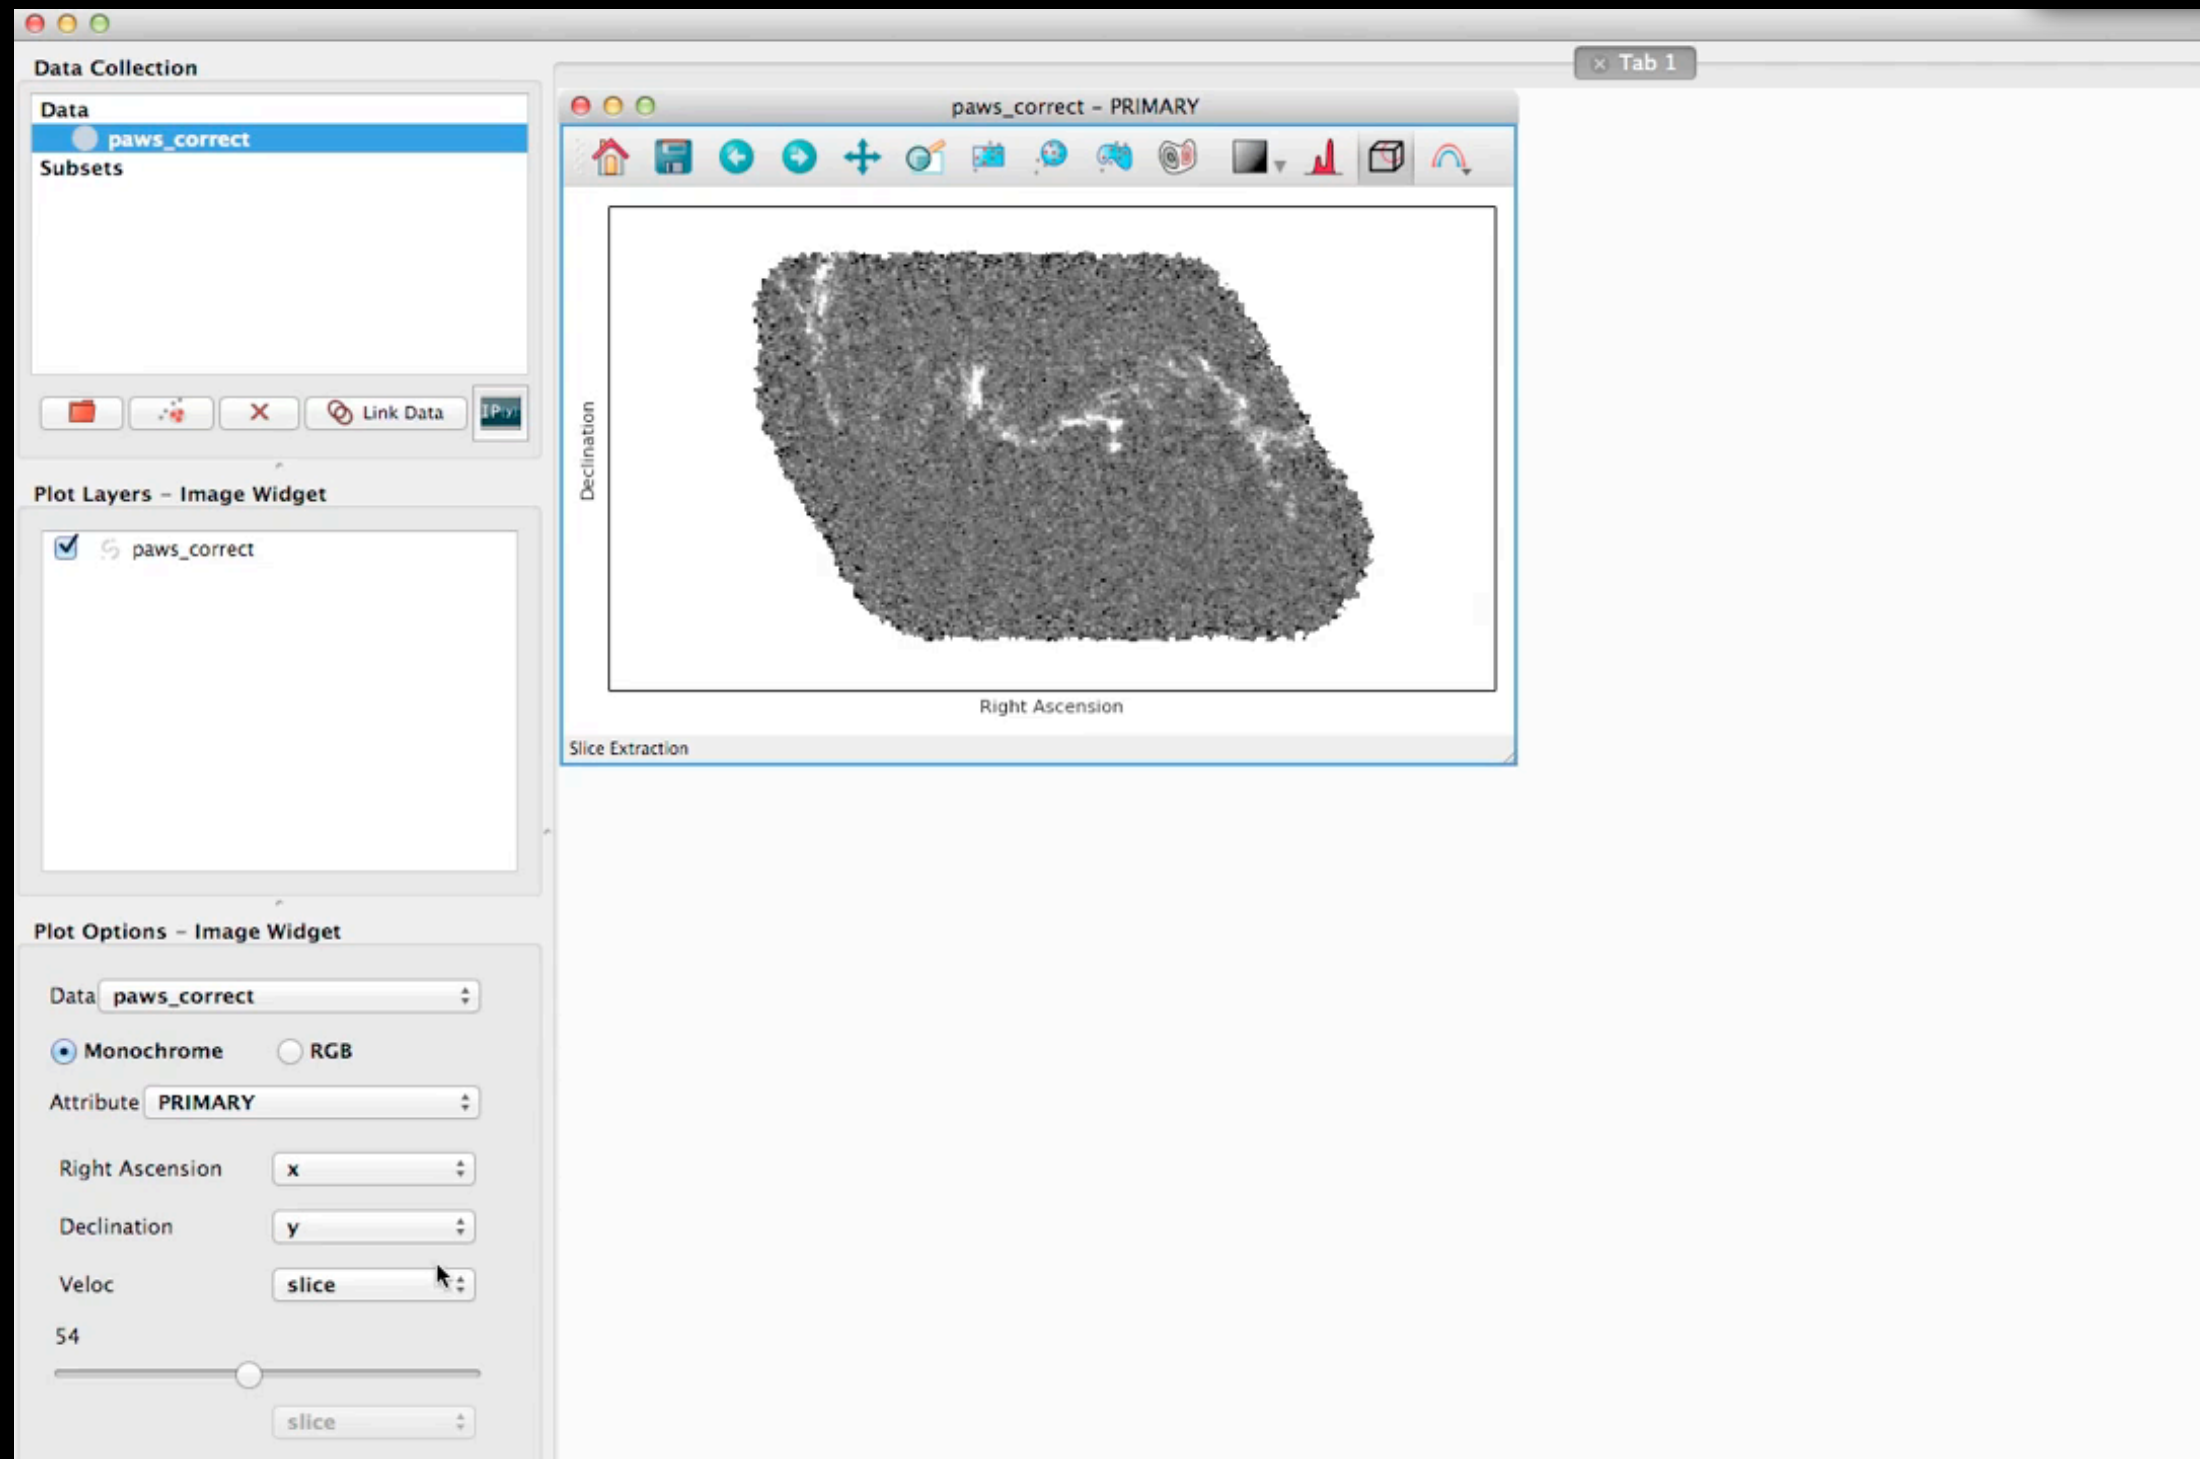 Data Collection
Data
paws_correct
Subsets
Link Data
Plot Layers – Image Widget
paws_correct
Plot Options – Image Widget
Data paws_correct
Monochrome RGB
Attribute PRIMARY
Right Ascension x
Declination y
Veloc slice
54
slice
Tab 1
paws_correct – PRIMARY
Declination
Right Ascension
Slice Extraction